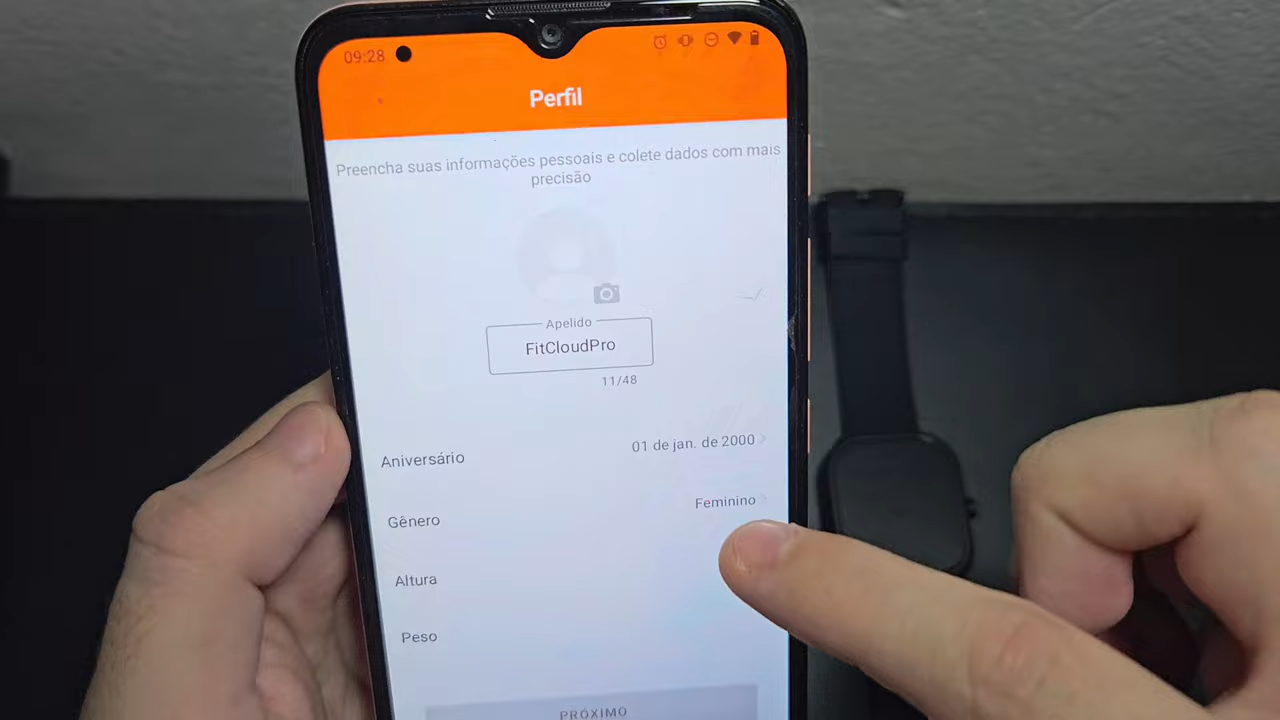 09:28
Perfil
Preencha suas informações pessoais e colete dados com mais
precisão
Apelido
FitCloudPro
11/48
Aniversário
01 de jan. de 2000
Gênero
Feminino
Altura
Peso
PRÓXIMO